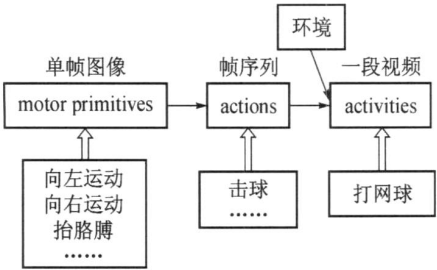 环境
单帧图像
帧序列
一段视频
motor primitives
actions
activities
向左运动
向右运动
抬胳膊
……
击球
……
打网球